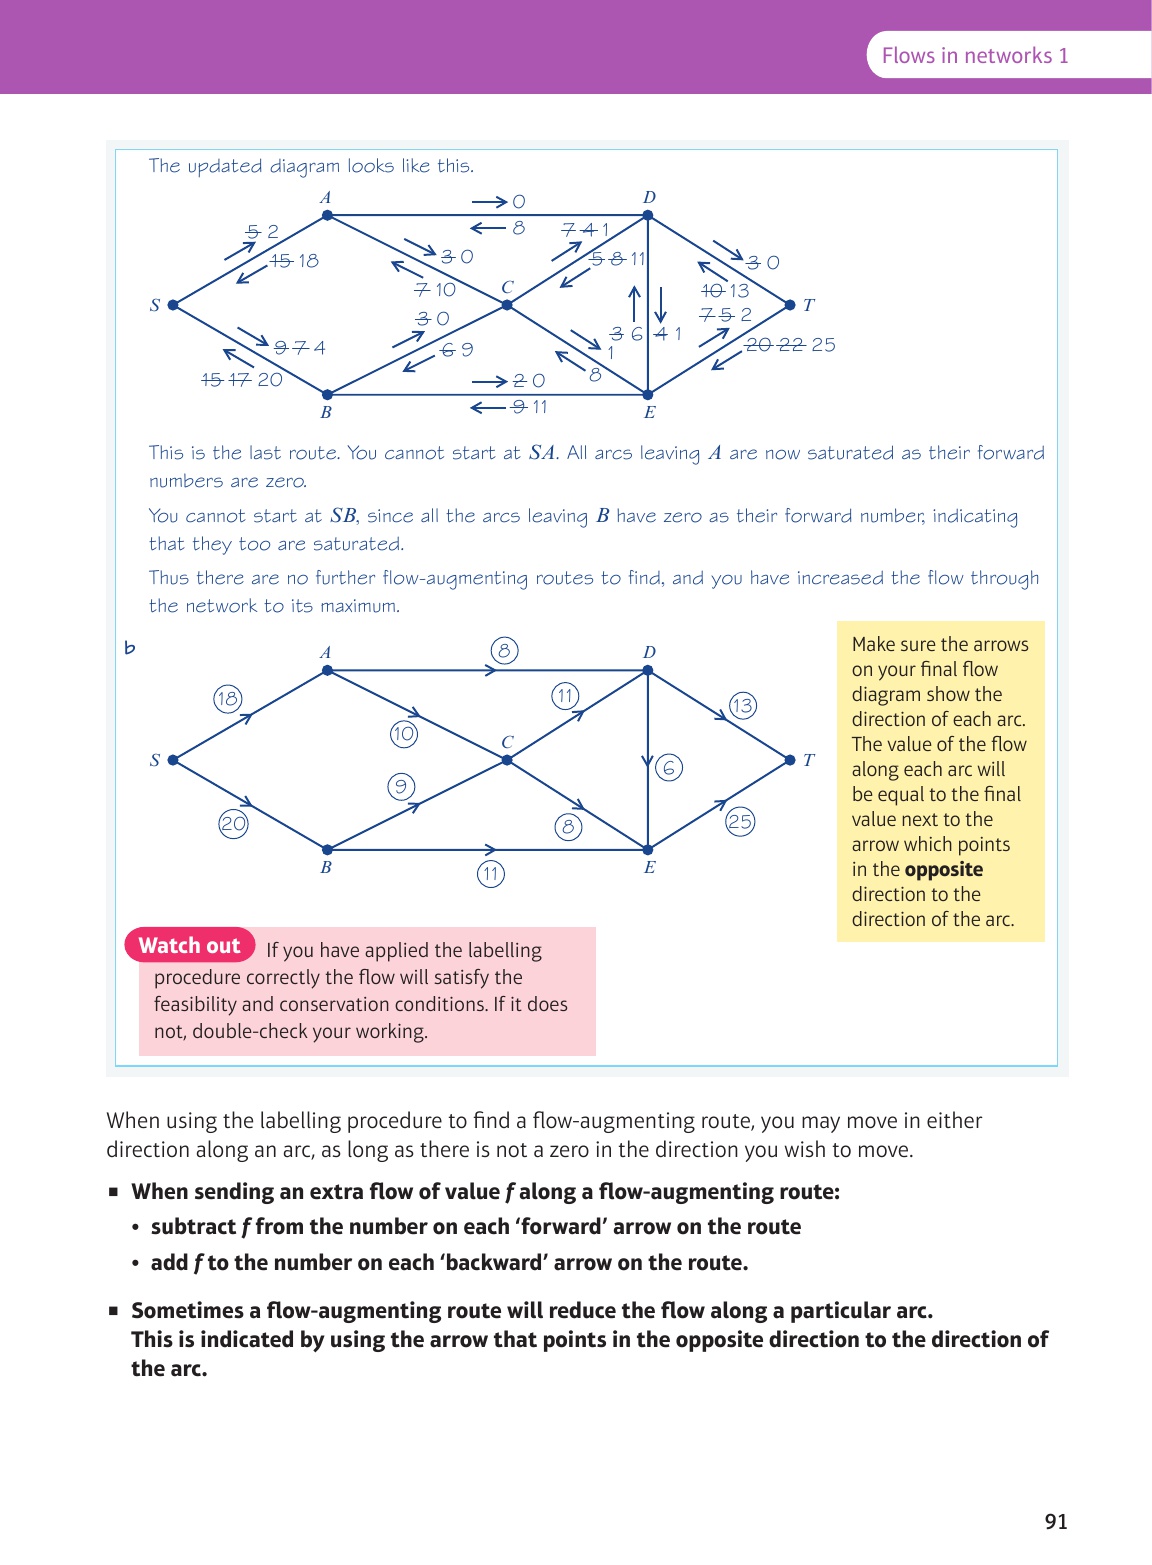 Flows in networks 1
The updated diagram looks like this.
A
D
0
8
5 2
7 4 1
15 18
3 0
5 8 11
3 0
7 10
C
10 13
S
T
3 0
7 5 2
9 7 4
6 9
3 6
4 1
20 22 25
1
15 17 20
2 0
8
9 11
B
E
This is the last route. You cannot start at SA. All arcs leaving A are now saturated as their forward
numbers are zero.
You cannot start at SB, since all the arcs leaving B have zero as their forward number, indicating
that they too are saturated.
Thus there are no further flow-augmenting routes to find, and you have increased the flow through
the network to its maximum.
b
A
8
D
18
11
13
10
C
S
T
6
9
20
8
25
B
11
E
Make sure the arrows
on your final flow
diagram show the
direction of each arc.
The value of the flow
along each arc will
be equal to the final
value next to the
arrow which points
in the opposite
direction to the
direction of the arc.
Watch out If you have applied the labelling
procedure correctly the flow will satisfy the
feasibility and conservation conditions. If it does
not, double-check your working.
When using the labelling procedure to find a flow-augmenting route, you may move in either
direction along an arc, as long as there is not a zero in the direction you wish to move.
■ When sending an extra flow of value f along a flow-augmenting route:
• subtract f from the number on each ‘forward’ arrow on the route
• add f to the number on each ‘backward’ arrow on the route.
■ Sometimes a flow-augmenting route will reduce the flow along a particular arc.
This is indicated by using the arrow that points in the opposite direction to the direction of
the arc.
91